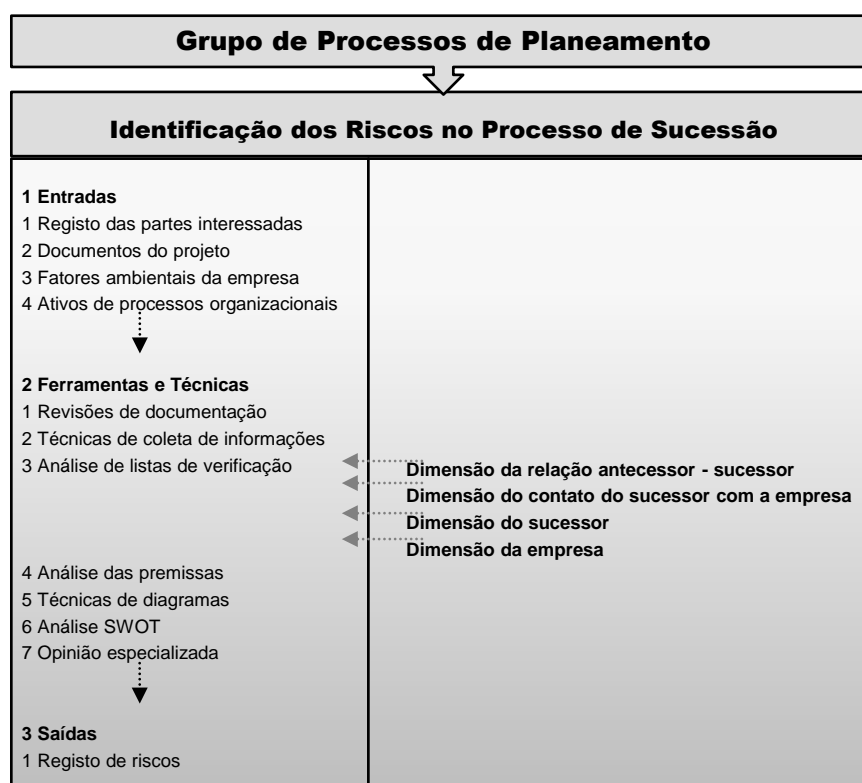 Grupo de Processos de Planeamento
Identificação dos Riscos no Processo de Sucessão
1 Entradas
1 Registo das partes interessadas
2 Documentos do projeto
3 Fatores ambientais da empresa
4 Ativos de processos organizacionais
2 Ferramentas e Técnicas
1 Revisões de documentação
2 Técnicas de coleta de informações
3 Análise de listas de verificação
Dimensão da relação antecessor - sucessor
Dimensão do contato do sucessor com a empresa
Dimensão do sucessor
Dimensão da empresa
4 Análise das premissas
5 Técnicas de diagramas
6 Análise SWOT
7 Opinião especializada
3 Saídas
1 Registo de riscos